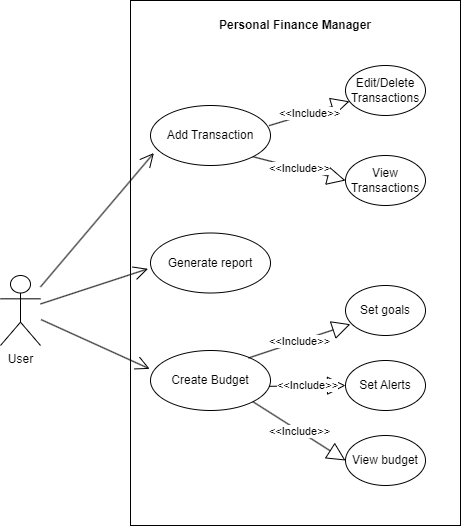 Personal Finance Manager
Edit/Delete
Transactions
<<Include>>
Add Transaction
<<Include>>
View
Transactions
Generate report
User
Set goals
<<Include>>
Create Budget
<<Include>>
Set Alerts
<<Include>>
View budget